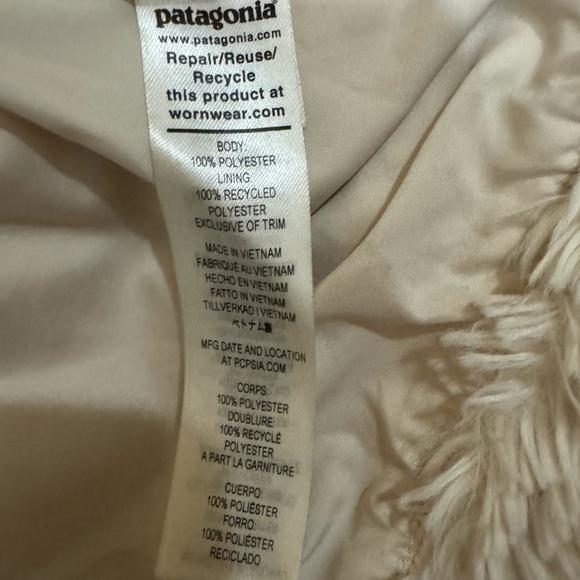 patagonia®
www.patagonia.com
Repair/Reuse/
Recycle
this product at
wornwear.com
BODY:
100% POLYESTER
LINING:
100% RECYCLED
POLYESTER
EXCLUSIVE OF TRIM
MADE IN VIETNAM
FABRIQUÉ AU VIETNAM
HECHO EN VIETNAM
FATTO IN VIETNAM
TILLVERKAD I VIETNAM
ベトナム製
MFG DATE AND LOCATION
AT PCPSIA.COM
CORPS:
100% POLYESTER
DOUBLURE:
100% RECYCLÉ
POLYESTER
A PART LA GARNITURE
CUERPO:
100% POLIÉSTER
FORRO:
100% POLIÉSTER
RECICLADO